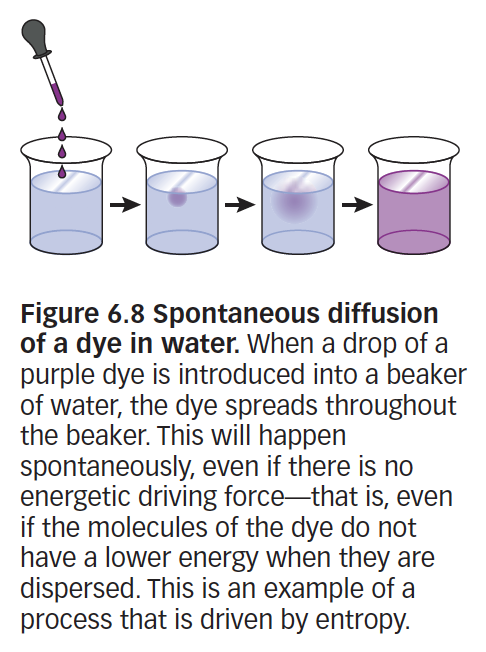 Figure 6.8 Spontaneous diffusion
of a dye in water. When a drop of a
purple dye is introduced into a beaker
of water, the dye spreads throughout
the beaker. This will happen
spontaneously, even if there is no
energetic driving force—that is, even
if the molecules of the dye do not
have a lower energy when they are
dispersed. This is an example of a
process that is driven by entropy.